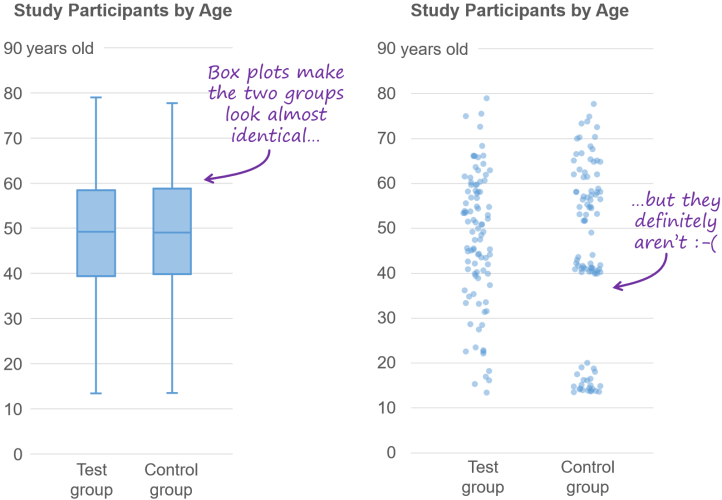 Study Participants by Age
90 years old
80
70
60
50
40
30
20
10
0
Test
group
Control
group
Box plots make
the two groups
look almost
identical...
Study Participants by Age
90 years old
80
70
60
50
40
30
20
10
0
Test
group
Control
group
...but they
definitely
aren't :-(